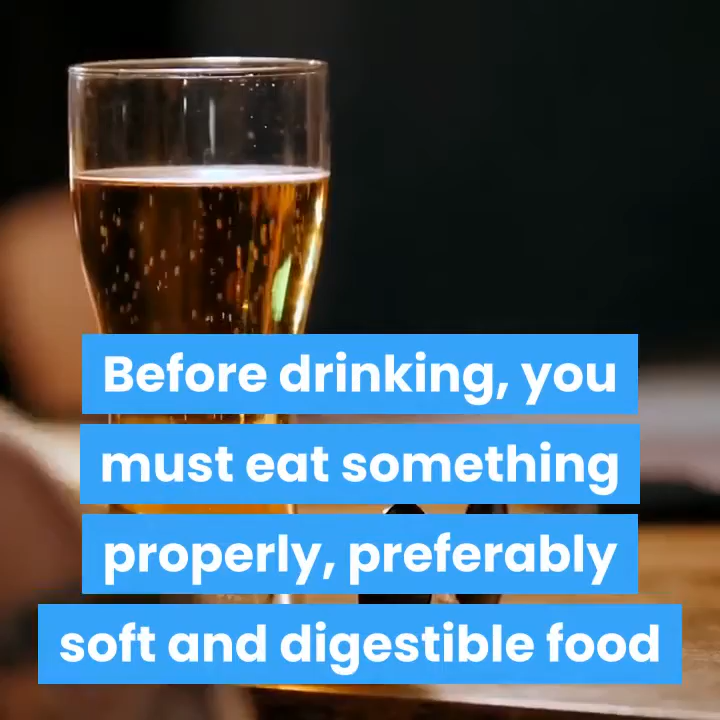 Before drinking, you
must eat something
properly, preferably
soft and digestible food